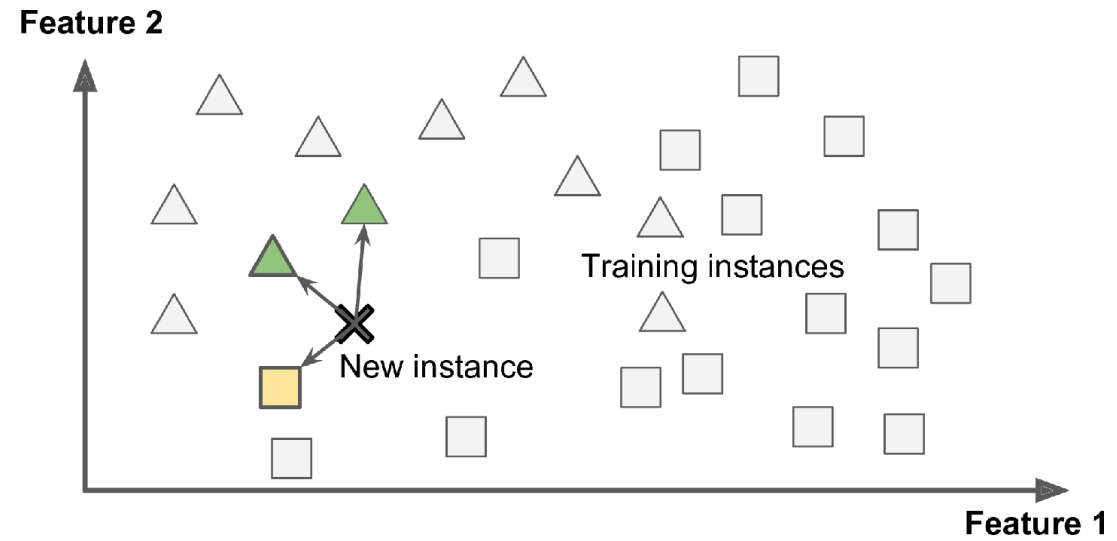 Feature 2
Training instances
New instance
Feature 1